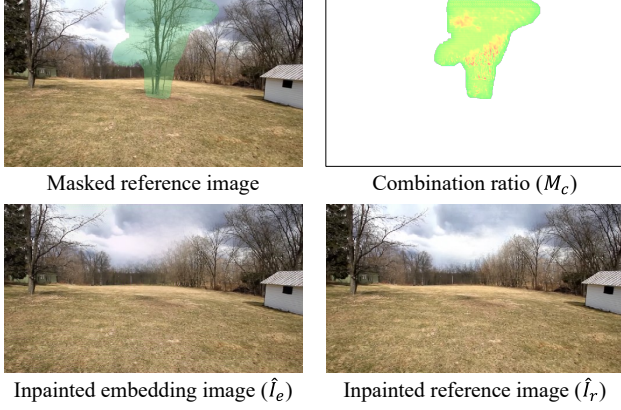 Masked reference image
Combination ratio (M_c)
Inpainted embedding image (Î_e)
Inpainted reference image (Î_r)